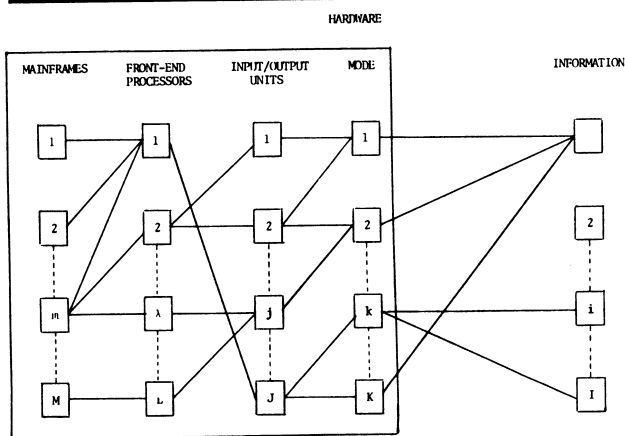 HARDWARE
MAINFRAMES FRONT-END PROCESSORS INPUT/OUTPUT UNITS MODE INFORMATION
1 1 1 1
2 2 2 2 2
m λ j k i
M L J K I